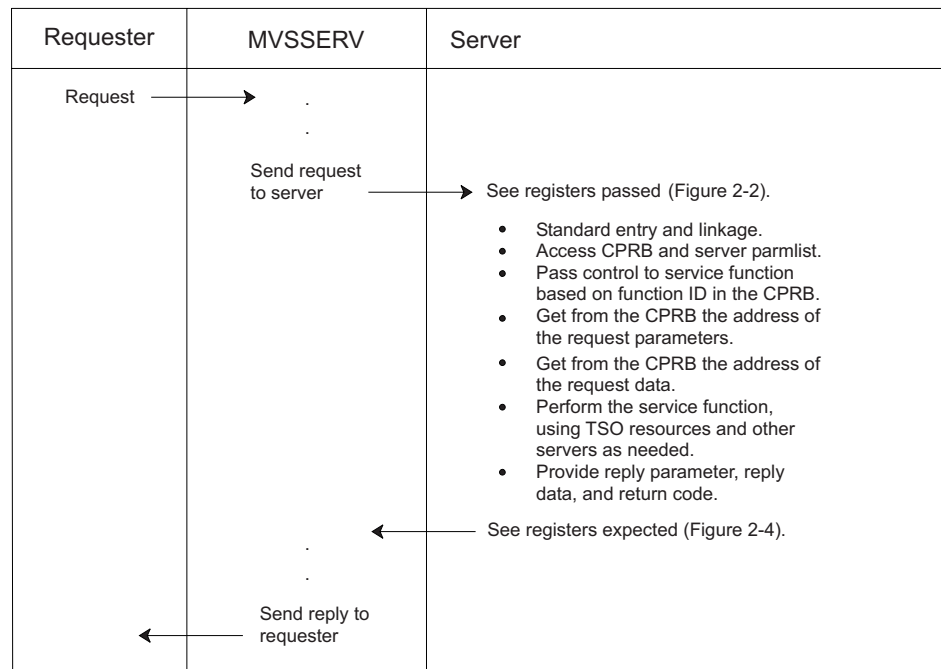 Requester MVSSERV Server
Request
.
.
Send request
to server
See registers passed (Figure 2-2).
• Standard entry and linkage.
• Access CPRB and server parmlist.
• Pass control to service function
based on function ID in the CPRB.
• Get from the CPRB the address of
the request parameters.
• Get from the CPRB the address of
the request data.
• Perform the service function,
using TSO resources and other
servers as needed.
• Provide reply parameter, reply
data, and return code.
See registers expected (Figure 2-4).
.
.
Send reply to
requester